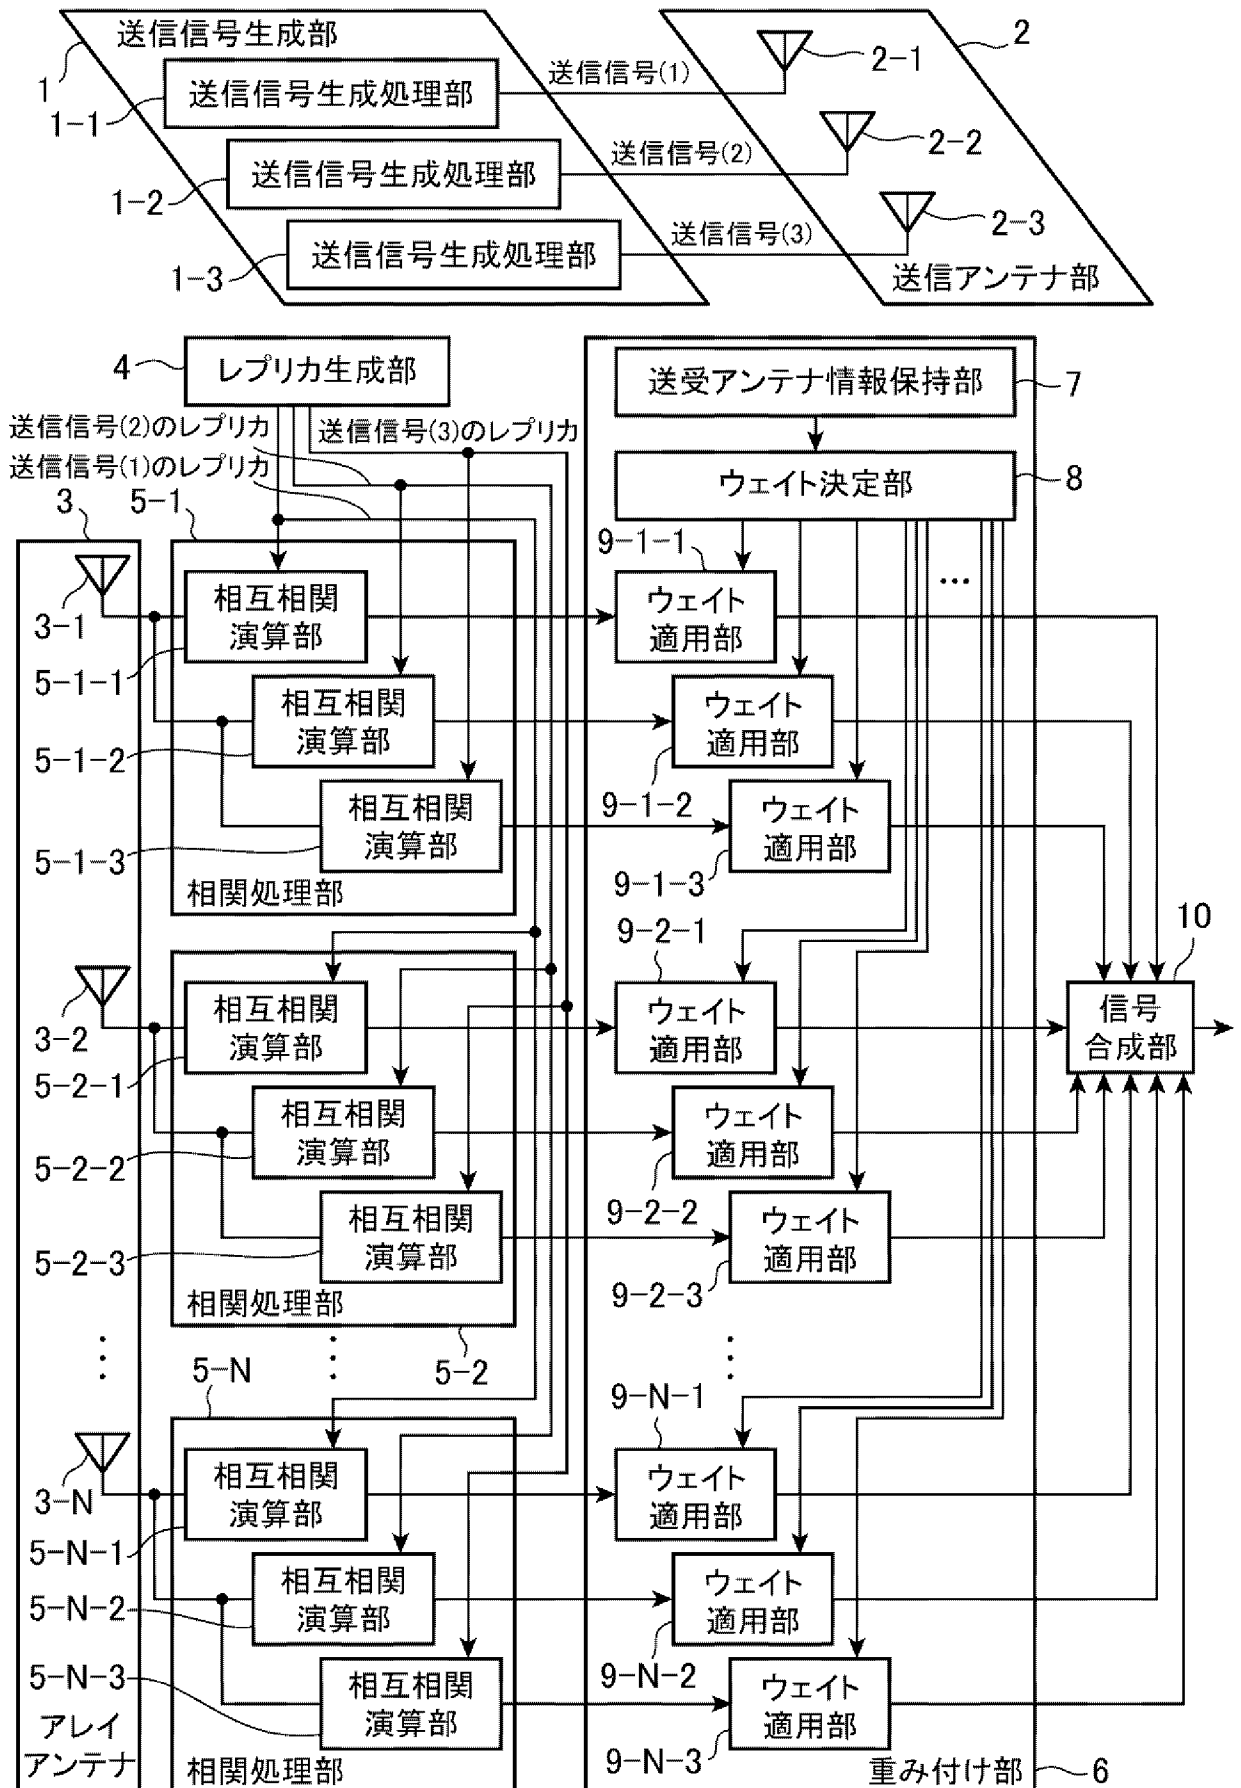 送信信号生成部
1
送信信号生成処理部
1-1
送信信号生成処理部
1-2
送信信号生成処理部
1-3
送信信号(1)
送信信号(2)
送信信号(3)
2
2-1
2-2
2-3
送信アンテナ部
4
レプリカ生成部
送信信号(2)のレプリカ
送信信号(3)のレプリカ
送信信号(1)のレプリカ
送受アンテナ情報保持部
7
ウェイト決定部
8
3
5-1
3-1
相互相関
演算部
5-1-1
相互相関
演算部
5-1-2
相互相関
演算部
5-1-3
相関処理部
9-1-1
…
ウェイト
適用部
ウェイト
適用部
9-1-2
ウェイト
適用部
9-1-3
3-2
相互相関
演算部
5-2-1
相互相関
演算部
5-2-2
相互相関
演算部
5-2-3
相関処理部
5-2
9-2-1
ウェイト
適用部
ウェイト
適用部
9-2-2
ウェイト
適用部
9-2-3
10
信号
合成部
⋮
⋮
⋮
5-N
3-N
相互相関
演算部
5-N-1
相互相関
演算部
5-N-2
相互相関
演算部
5-N-3
相関処理部
アレイ
アンテナ
9-N-1
ウェイト
適用部
ウェイト
適用部
9-N-2
ウェイト
適用部
9-N-3
重み付け部
6